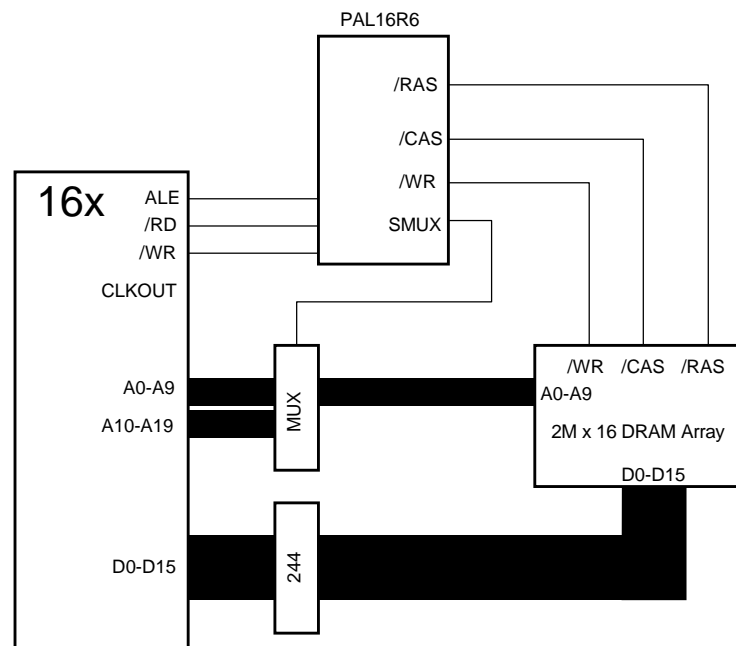 PAL16R6
/RAS
/CAS
/WR
SMUX
16x
ALE
/RD
/WR
CLKOUT
A0-A9
A10-A19
D0-D15
MUX
244
/WR /CAS /RAS
A0-A9
2M x 16 DRAM Array
D0-D15